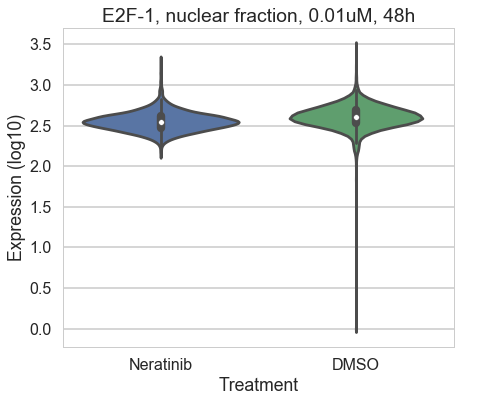 E2F-1, nuclear fraction, 0.01uM, 48h
Expression (log10)
3.5
3.0
2.5
2.0
1.5
1.0
0.5
0.0
Neratinib DMSO
Treatment